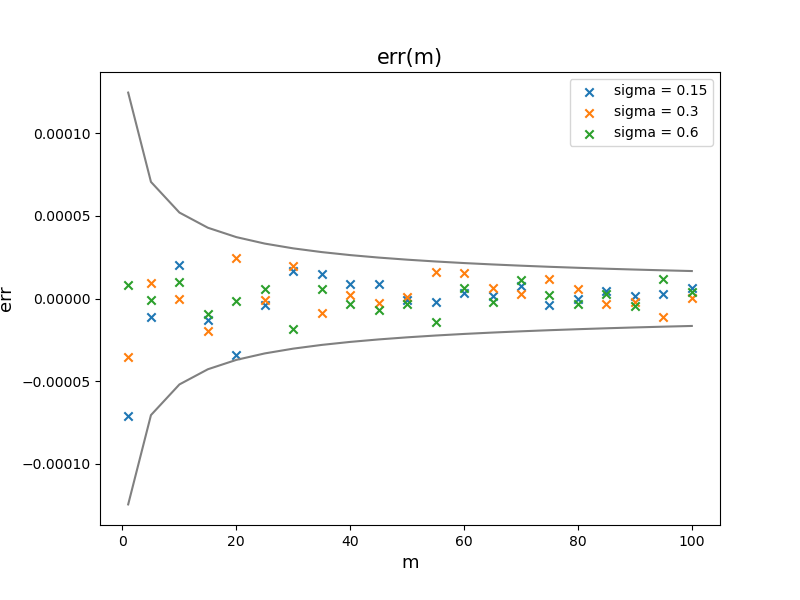 err(m)
sigma = 0.15
sigma = 0.3
sigma = 0.6
0.00010
0.00005
0.00000
−0.00005
−0.00010
err
0 20 40 60 80 100
m